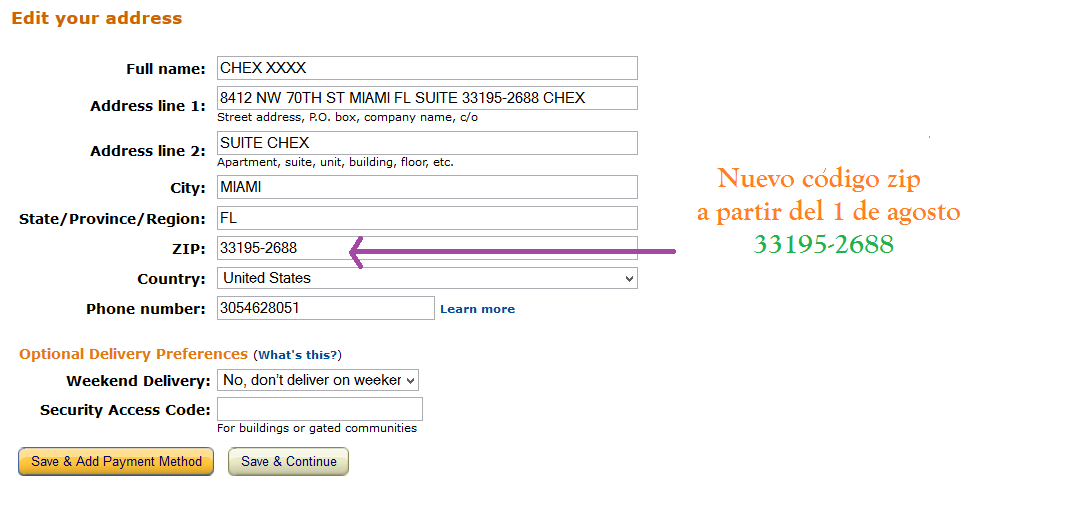 Edit your address
Full name: CHEX XXXX
Address line 1: 8412 NW 70TH ST MIAMI FL SUITE 33195-2688 CHEX
Street address, P.O. box, company name, c/o
Address line 2: SUITE CHEX
Apartment, suite, unit, building, floor, etc.
City: MIAMI
State/Province/Region: FL
ZIP: 33195-2688
Country: United States
Phone number: 3054628051 Learn more
Nuevo código zip
a partir del 1 de agosto
33195-2688
Optional Delivery Preferences (What's this?)
Weekend Delivery: No, don't deliver on weeker
Security Access Code:
For buildings or gated communities
Save & Add Payment Method Save & Continue